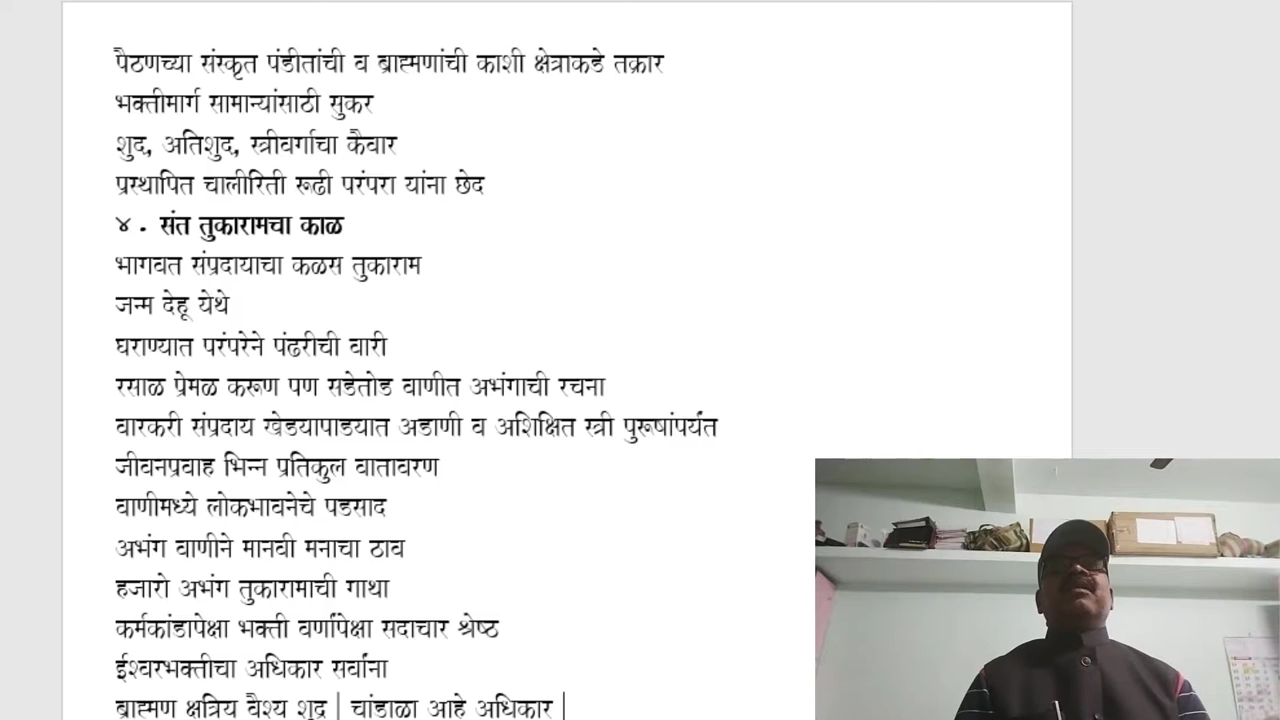 पैठणच्या संस्कृत पंडीतांची व ब्राह्मणांची काशी क्षेत्राकडे तक्रार
भक्तीमार्ग सामान्यांसाठी सुकर
शुद, अतिशुद, स्त्रीवर्गाचा कैवार
प्रस्थापित चालीरिती रूढी परंपरा यांना छेद
४. संत तुकारामचा काळ
भागवत संप्रदायाचा कळस तुकाराम
जन्म देहू येथे
घराण्यात परंपरेने पंढरीची वारी
रसाळ प्रेमळ करूण पण सडेतोड वाणीत अभंगाची रचना
वारकरी संप्रदाय खेडयापाडयात अडाणी व अशिक्षित स्त्री पुरूषांपर्यंत
जीवनप्रवाह भिन्न प्रतिकुल वातावरण
वाणीमध्ये लोकभावनेचे पडसाद
अभंग वाणीने मानवी मनाचा ठाव
हजारो अभंग तुकारामाची गाथा
कर्मकांडापेक्षा भक्ती वर्णांपेक्षा सदाचार श्रेष्ठ
ईश्वरभक्तीचा अधिकार सर्वांना
ब्राह्मण क्षत्रिय वैश्य शुद्र | चांडाळा आहे अधिकार |